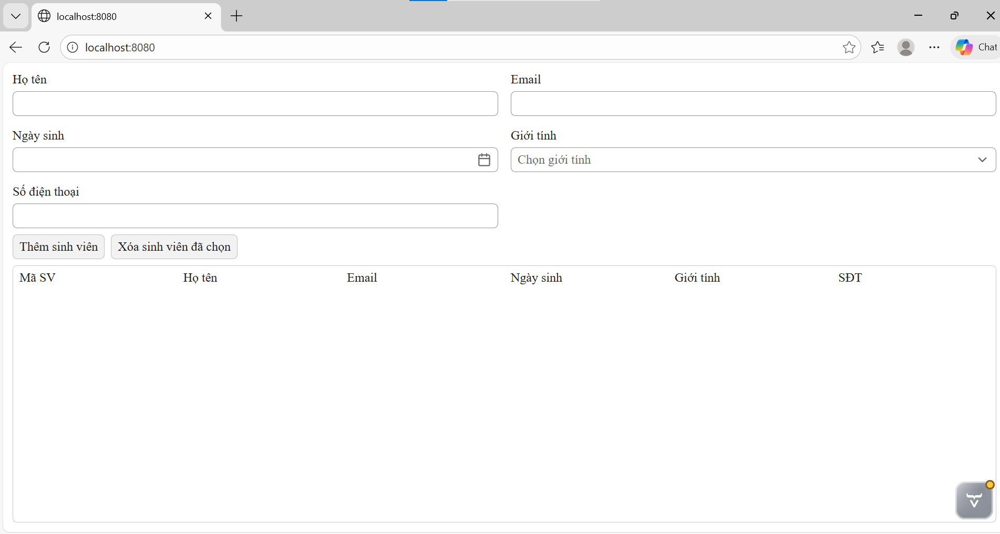 localhost:8080
localhost:8080
Chat
Họ tên
Email
Ngày sinh
Giới tính
Chọn giới tính
Số điện thoại
Thêm sinh viên
Xóa sinh viên đã chọn
Mã SV
Họ tên
Email
Ngày sinh
Giới tính
SĐT